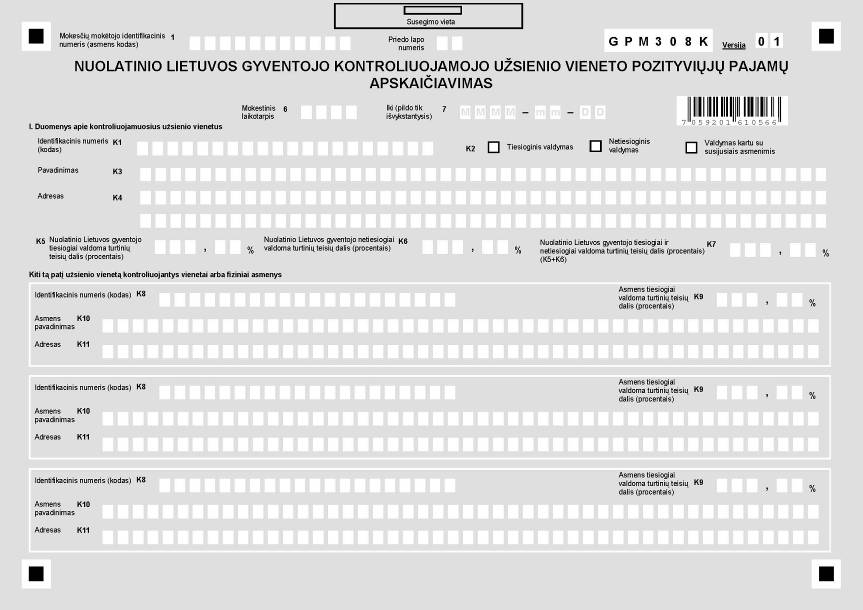 Susegimo vieta
Mokesčių mokėtojo identifikacinis numeris (asmens kodas) 1
Priedo lapo numeris
GPM308K Versija 01
NUOLATINIO LIETUVOS GYVENTOJO KONTROLIUOJAMOJO UŽSIENIO VIENETO POZITYVIŲJŲ PAJAMŲ
APSKAIČIAVIMAS
Mokestinis laikotarpis 6
Iki (pildo tik išvykstantysis) 7 MMMM – mm – DD
7 059201 610566
I. Duomenys apie kontroliuojamuosius užsienio vienetus
Identifikacinis numeris (kodas) K1
K2 Tiesioginis valdymas
Netiesioginis valdymas
Valdymas kartu su susijusiais asmenimis
Pavadinimas K3
Adresas K4
K5 Nuolatinio Lietuvos gyventojo tiesiogiai valdoma turtinių teisių dalis (procentais) , %
Nuolatinio Lietuvos gyventojo netiesiogiai valdoma turtinių teisių dalis (procentais) K6 , %
Nuolatinio Lietuvos gyventojo tiesiogiai ir netiesiogiai valdoma turtinių teisių dalis (procentais) (K5+K6) K7 , %
Kiti tą patį užsienio vienetą kontroliuojantys vienetai arba fiziniai asmenys
Identifikacinis numeris (kodas) K8
Asmens tiesiogiai valdoma turtinių teisių dalis (procentais) K9 , %
Asmens pavadinimas K10
Adresas K11
Identifikacinis numeris (kodas) K8
Asmens tiesiogiai valdoma turtinių teisių dalis (procentais) K9 , %
Asmens pavadinimas K10
Adresas K11
Identifikacinis numeris (kodas) K8
Asmens tiesiogiai valdoma turtinių teisių dalis (procentais) K9 , %
Asmens pavadinimas K10
Adresas K11